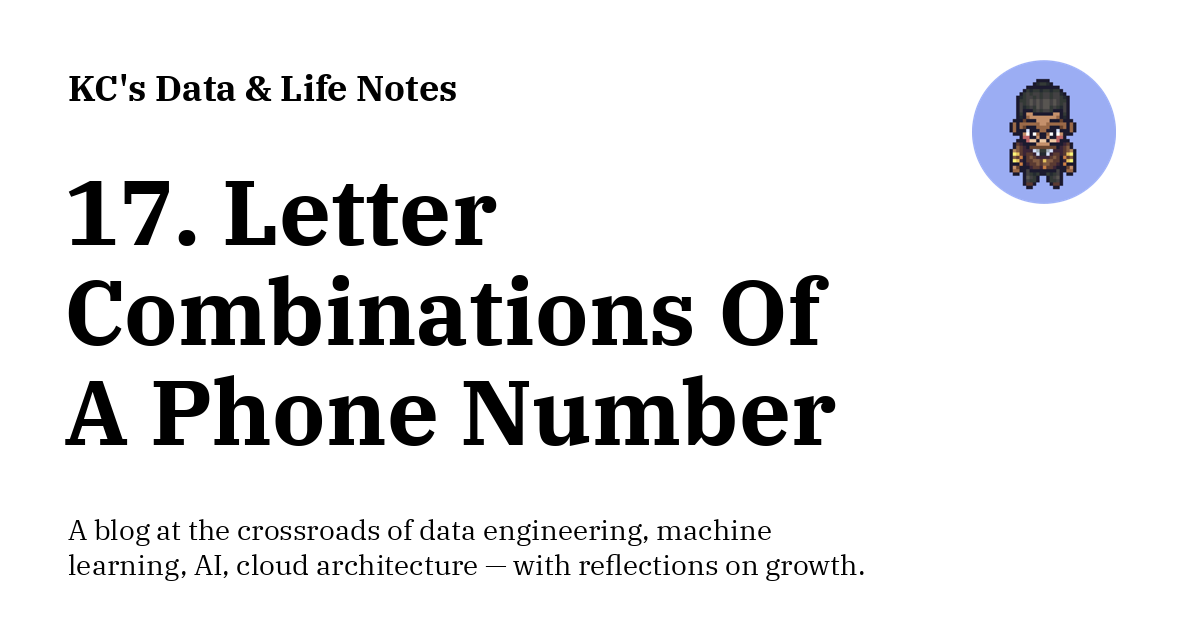 KC's Data & Life Notes
17. Letter
Combinations Of
A Phone Number
A blog at the crossroads of data engineering, machine
learning, AI, cloud architecture — with reflections on growth.